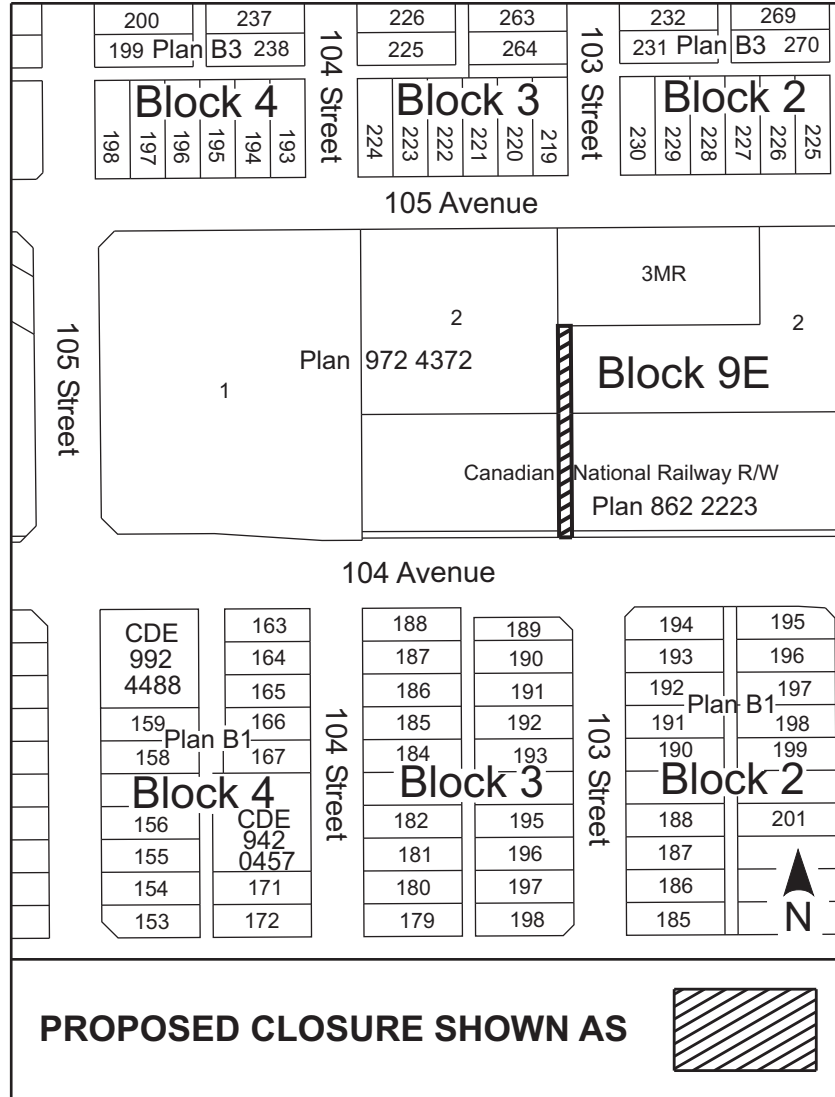 200 237 226 263 232 269
199 Plan B3 238 225 264 231 Plan B3 270
104 Street
103 Street
Block 4 Block 3 Block 2
198 197 196 195 194 193 224 223 222 221 220 219 230 229 228 227 226 225
105 Avenue
3MR
2
2
105 Street
Plan 972 4372
Block 9E
1
Canadian National Railway R/W
Plan 862 2223
104 Avenue
CDE
992
4488
159
158
Plan B1
Block 4
156
155
154
153
163
164
165
166
167
CDE
942
0457
171
172
104 Street
188
187
186
185
184
Block 3
182
181
180
179
189
190
191
192
193
195
196
197
198
103 Street
194
193
192
191
190
Plan B1
Block 2
188
187
186
185
195
196
197
198
199
201
N
PROPOSED CLOSURE SHOWN AS